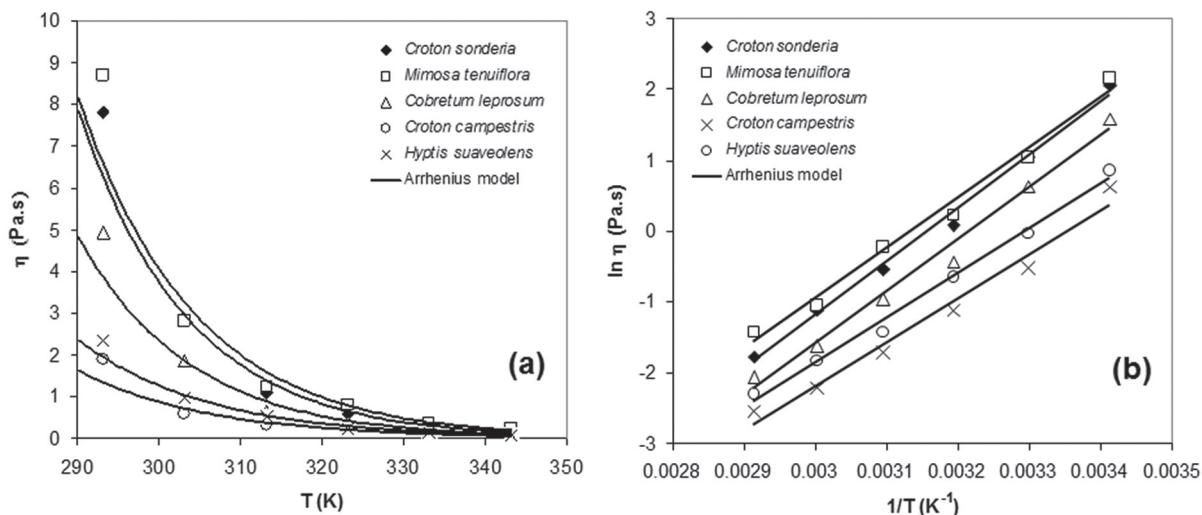 10
9
8
7
6
5
4
3
2
1
0
η (Pa.s)
290 300 310 320 330 340 350
T (K)
Croton sonderia
Mimosa tenuiflora
Cobretum leprosum
Croton campestris
Hyptis suaveolens
Arrhenius model
(a)
3
2
1
0
-1
-2
-3
ln η (Pa.s)
0.0028 0.0029 0.003 0.0031 0.0032 0.0033 0.0034 0.0035
1/T (K⁻¹)
Croton sonderia
Mimosa tenuiflora
Cobretum leprosum
Croton campestris
Hyptis suaveolens
Arrhenius model
(b)